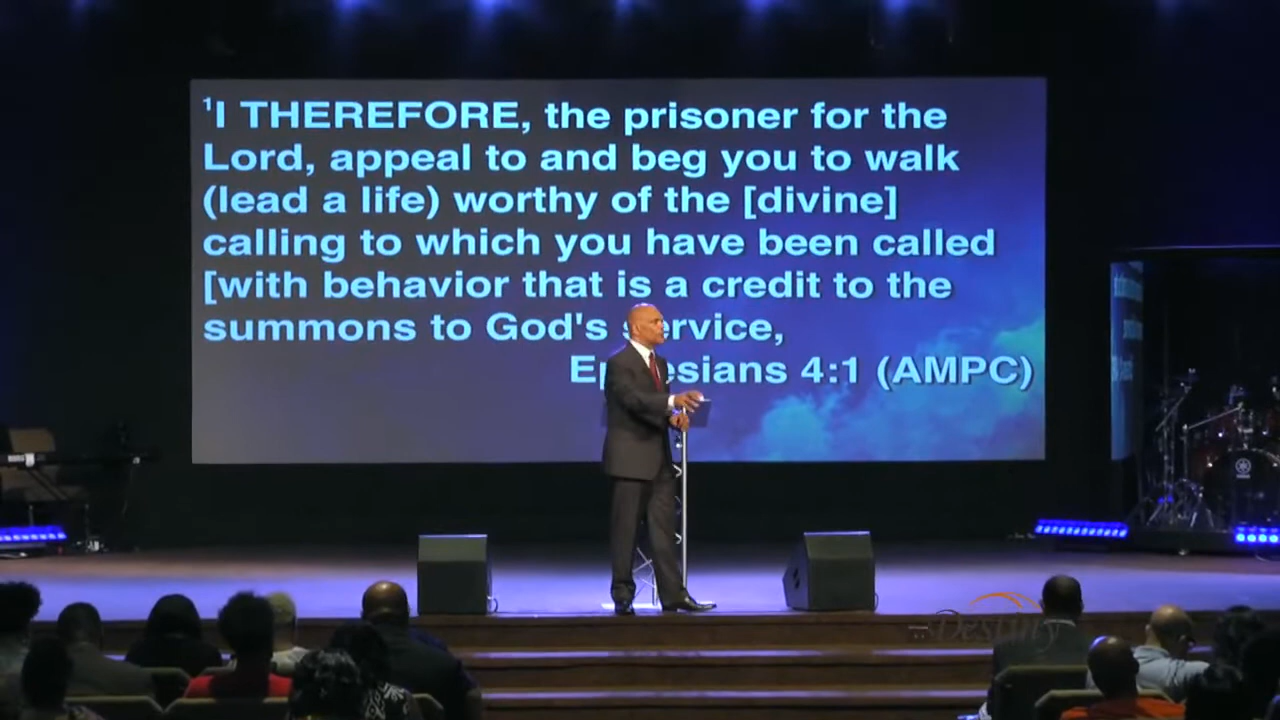 ¹I THEREFORE, the prisoner for the
Lord, appeal to and beg you to walk
(lead a life) worthy of the [divine]
calling to which you have been called
[with behavior that is a credit to the
summons to God's service,
Ephesians 4:1 (AMPC)
Destiny